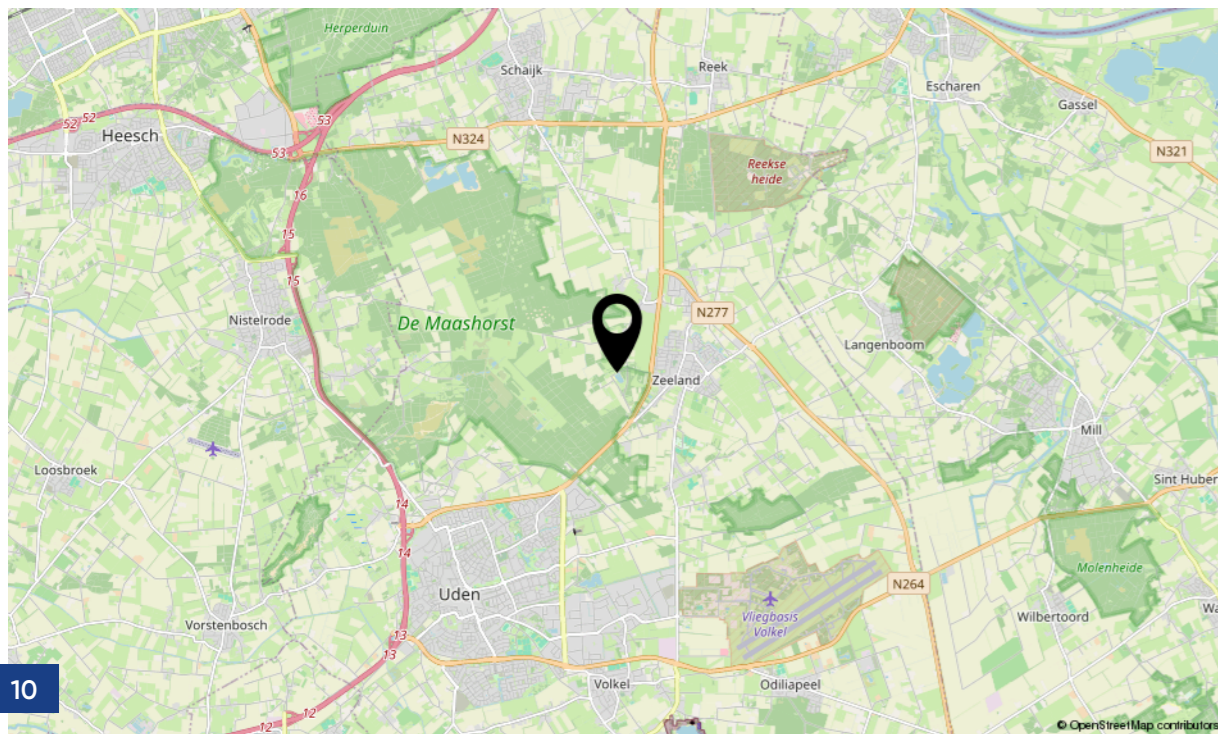 Herperduin
Schaijk
Reek
Escharen
Gassel
52
52
53
Heesch
53
N324
N321
Reekse
heide
16
15
15
Nistelrode
De Maashorst
N277
Langenboom
Zeeland
Mill
Loosbroek
Sint Huber
14
14
N264
Molenheide
Uden
Vliegbasis
Volkel
Wilbertoord
Wa
Vorstenbosch
13
13
10
Volkel
Odiliapeel
12
12
© OpenStreetMap contributors